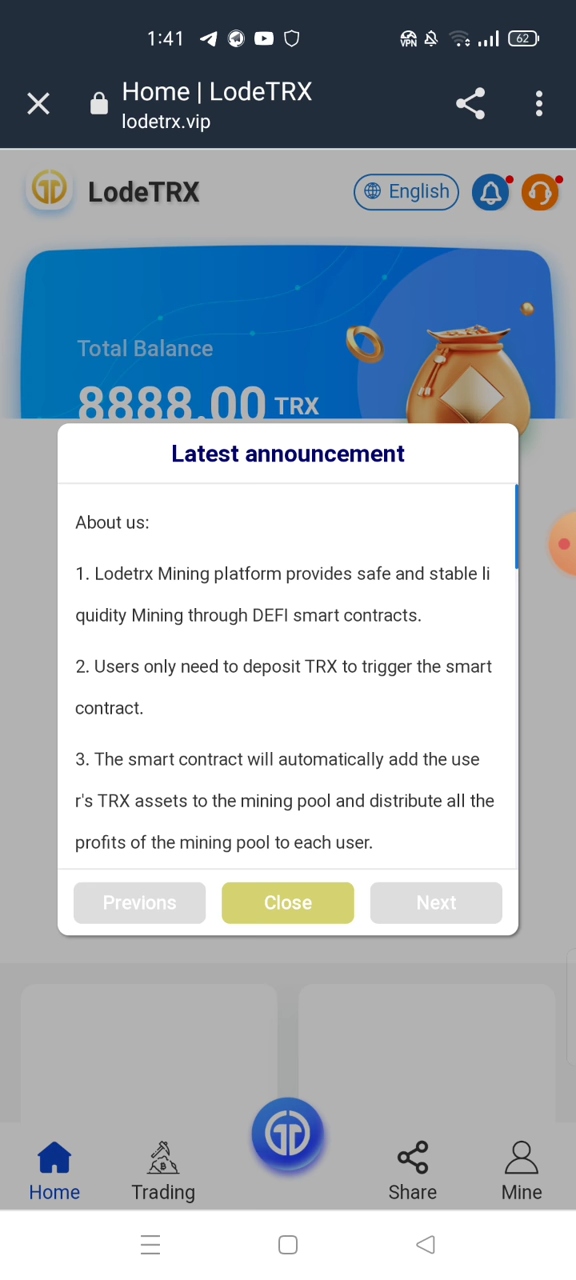 1:41
VPN
62
Home | LodeTRX
lodetrx.vip
LodeTRX
English
Total Balance
8888.00 TRX
Latest announcement
About us:
1. Lodetrx Mining platform provides safe and stable li
quidity Mining through DEFI smart contracts.
2. Users only need to deposit TRX to trigger the smart
contract.
3. The smart contract will automatically add the use
r's TRX assets to the mining pool and distribute all the
profits of the mining pool to each user.
Previons
Close
Next
Home
Trading
Share
Mine